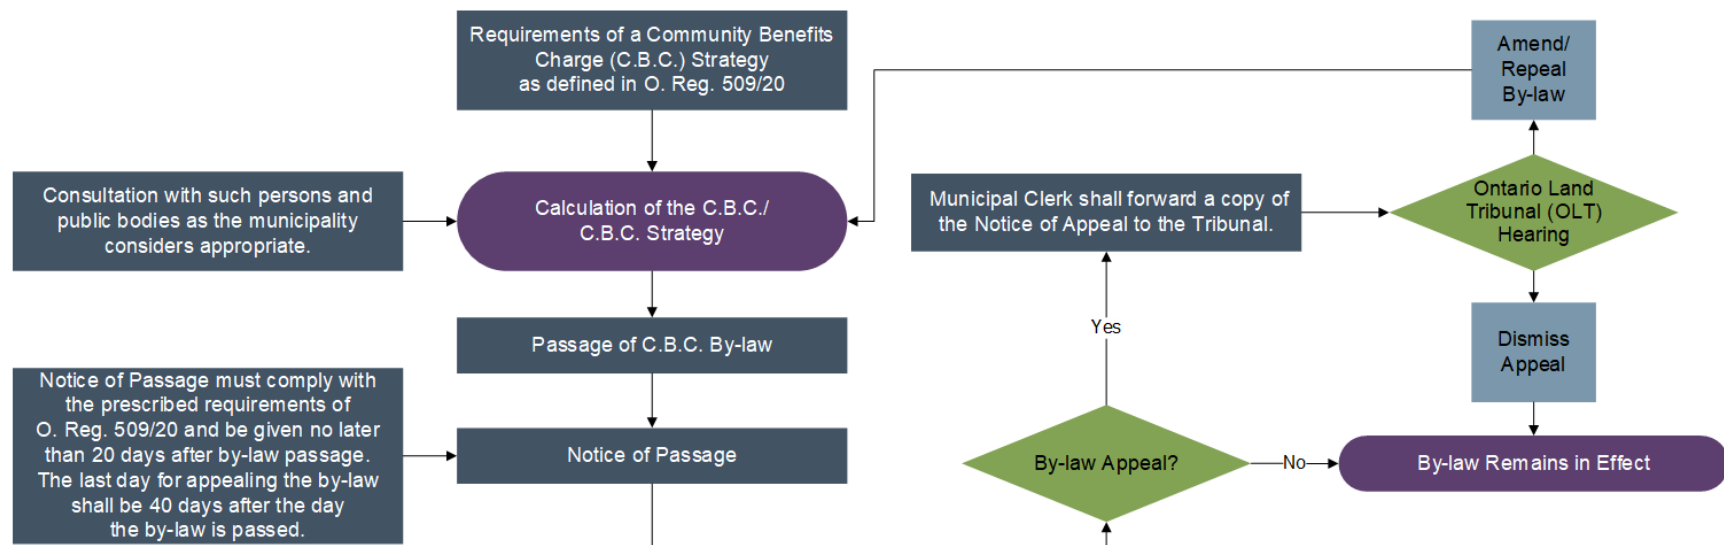 Requirements of a Community Benefits
Charge (C.B.C.) Strategy
as defined in O. Reg. 509/20
Amend/
Repeal
By-law
Consultation with such persons and
public bodies as the municipality
considers appropriate.
Calculation of the C.B.C./
C.B.C. Strategy
Municipal Clerk shall forward a copy of
the Notice of Appeal to the Tribunal.
Ontario Land
Tribunal (OLT)
Hearing
Yes
Passage of C.B.C. By-law
Dismiss
Appeal
Notice of Passage must comply with
the prescribed requirements of
O. Reg. 509/20 and be given no later
than 20 days after by-law passage.
The last day for appealing the by-law
shall be 40 days after the day
the by-law is passed.
Notice of Passage
By-law Appeal?
No
By-law Remains in Effect